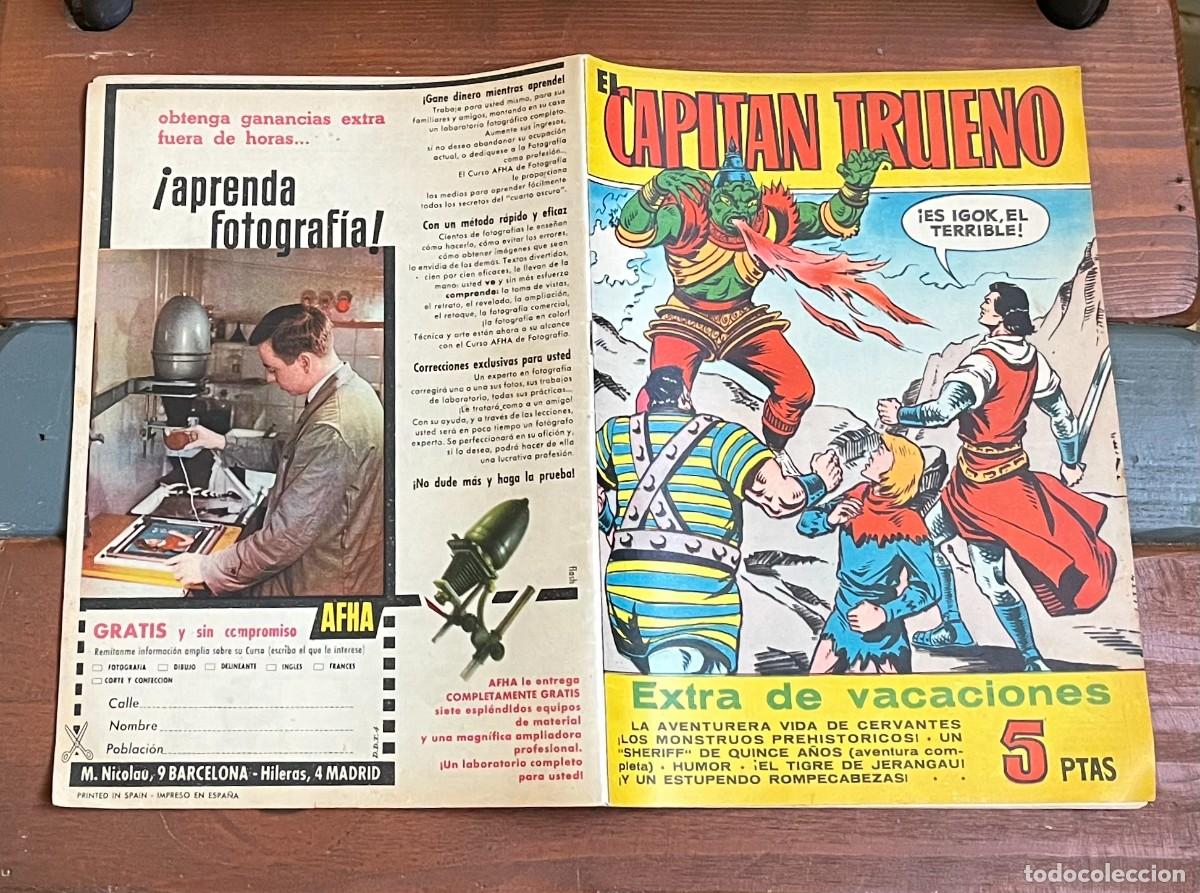 obtenga ganancias extra
fuera de horas...
¡aprenda
fotografía!
¡Gane dinero mientras aprende!
Trabaje para usted mismo, para sus
familiares y amigos, montando en su casa
un laboratorio fotográfico completo.
Aumente sus ingresos,
si no desea abandonar su ocupación
actual, o dedíquese a la Fotografía
como profesión...
El Curso AFHA de Fotografía
le proporciona
los medios para aprender fácilmente
todos los secretos del "cuarto oscuro".
Con un método rápido y eficaz
Cientos de fotografías le enseñan
cómo hacerlo, cómo evitar los errores,
cómo obtener imágenes que sean
la envidia de los demás. Textos divertidos,
cien por cien eficaces, le llevan de la
mano: usted ve y sin más esfuerzo
comprende: la toma de vistas,
el retrato, el revelado, la ampliación,
el retoque, la fotografía comercial,
¡la fotografía en color!
Técnica y arte están ahora a su alcance
con el Curso AFHA de Fotografía.
Correcciones exclusivas para usted
Un experto en fotografía
corregirá una a una sus fotos, sus trabajos
de laboratorio, todas sus prácticas...
¡Le tratará como a un amigo!
Con su ayuda, y a través de las lecciones,
usted será en poco tiempo un fotógrafo
experto. Se perfeccionará en su afición y,
si lo desea, podrá hacer de ella
una lucrativa profesión.
¡No dude más y haga la prueba!
flash
AFHA
GRATIS y sin compromiso
Remítanme información amplia sobre su Curso (escriba el que le interese)
FOTOGRAFIA DIBUJO DELINEANTE INGLES FRANCES
CORTE Y CONFECCION
Calle
Nombre
Población
D.D.T.-A
M. Nicolau, 9 BARCELONA - Hileras, 4 MADRID
PRINTED IN SPAIN - IMPRESO EN ESPAÑA
AFHA le entrega
COMPLETAMENTE GRATIS
siete espléndidos equipos
de material
y una magnífica ampliadora
profesional.
¡Un laboratorio completo
para usted!
EL
CAPITAN TRUENO
¡ES IGOK, EL
TERRIBLE!
Extra de vacaciones
LA AVENTURERA VIDA DE CERVANTES
¡LOS MONSTRUOS PREHISTORICOS! · UN
"SHERIFF" DE QUINCE AÑOS (aventura com-
pleta) · HUMOR · ¡EL TIGRE DE JERANGAU!
¡Y UN ESTUPENDO ROMPECABEZAS!
5 PTAS
todocoleccion